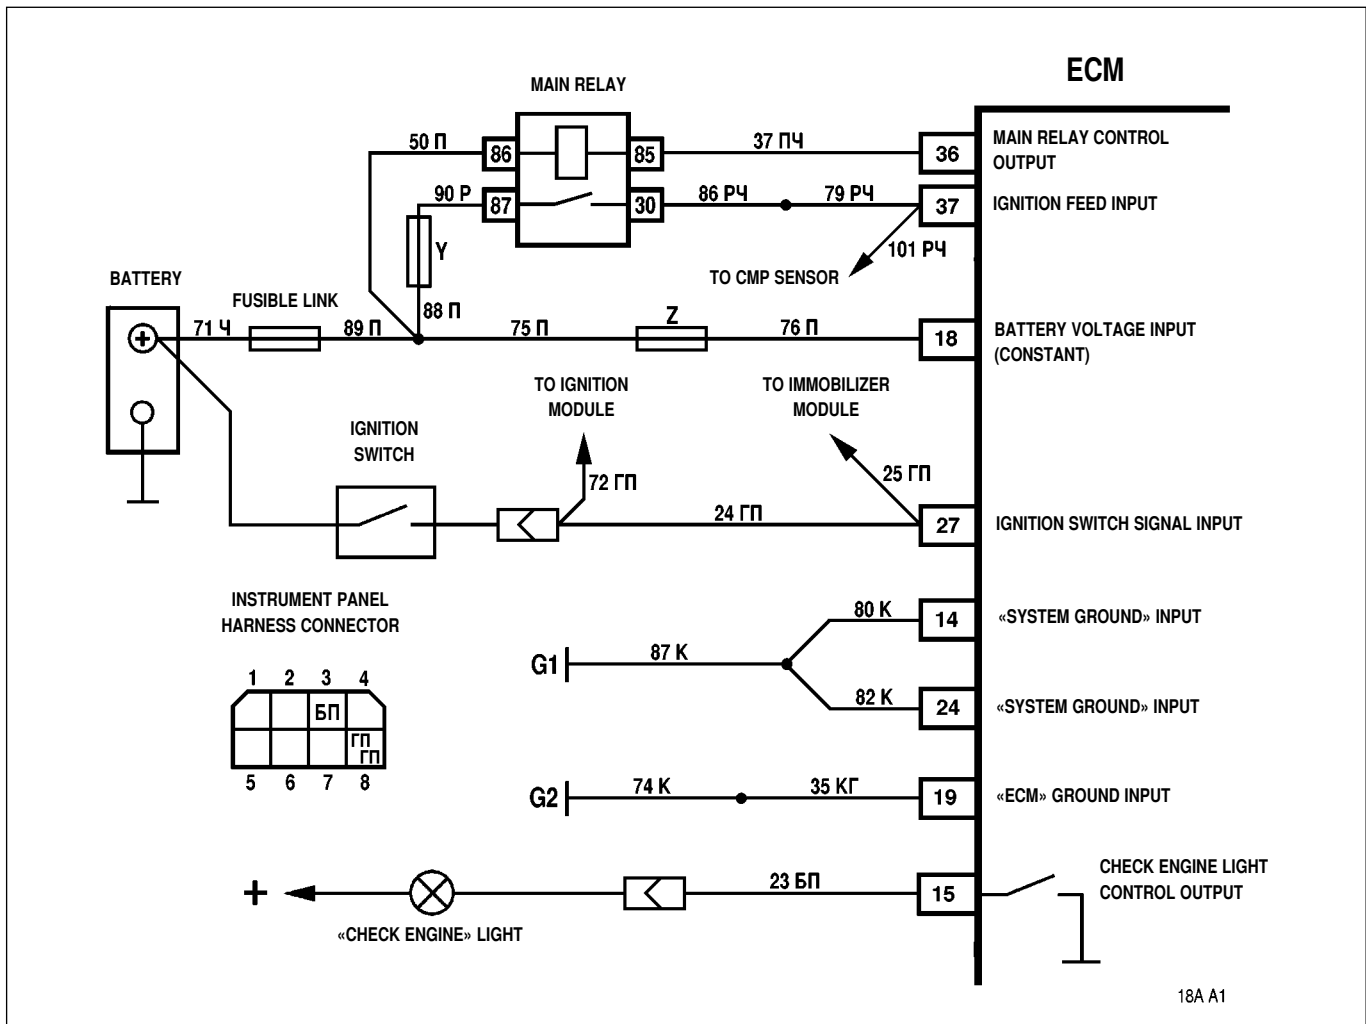 ECM
MAIN RELAY
50 П
86
85
37 ПЧ
36
MAIN RELAY CONTROL
OUTPUT
90 Р
87
30
86 РЧ
79 РЧ
37
IGNITION FEED INPUT
Y
101 РЧ
TO CMP SENSOR
BATTERY
FUSIBLE LINK
88 П
71 Ч
89 П
75 П
Z
76 П
18
BATTERY VOLTAGE INPUT
(CONSTANT)
+
TO IGNITION
MODULE
TO IMMOBILIZER
MODULE
IGNITION
SWITCH
72 ГП
25 ГП
24 ГП
27
IGNITION SWITCH SIGNAL INPUT
INSTRUMENT PANEL
HARNESS CONNECTOR
80 К
14
«SYSTEM GROUND» INPUT
G1
87 К
82 К
24
«SYSTEM GROUND» INPUT
1 2 3 4
БП
ГП
ГП
5 6 7 8
G2
74 К
35 КГ
19
«ECM» GROUND INPUT
+
23 БП
15
CHECK ENGINE LIGHT
CONTROL OUTPUT
«CHECK ENGINE» LIGHT
18A A1